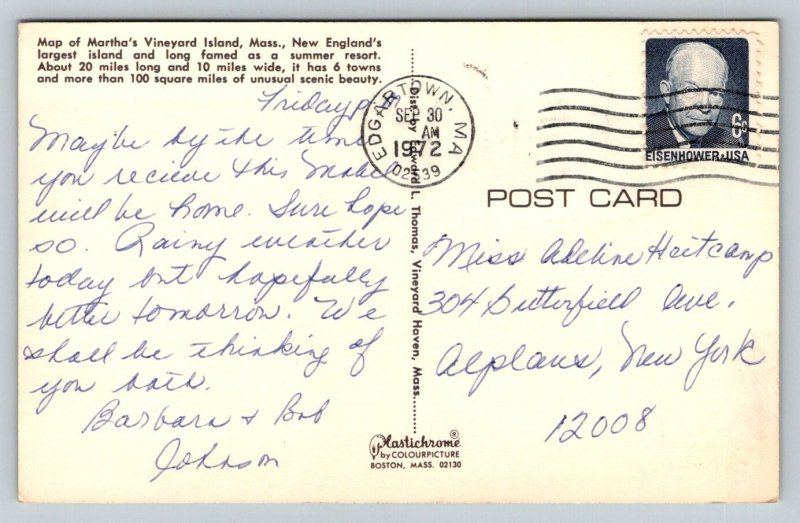 Map of Martha's Vineyard Island, Mass., New England's
largest island and long famed as a summer resort.
About 20 miles long and 10 miles wide, it has 6 towns
and more than 100 square miles of unusual scenic beauty.
Friday
Maybe by the time
you recieve this Mabel
will be home. Sure hope
so. Rainy weather
today but hopefully
better tomorrow. We
shall be thinking of
you both.
Barbara & Bob
Johnson
EDGARTOWN, MA
SEP 30
AM
1972
02539
Dist. by Edward L. Thomas, Vineyard Haven, Mass.
Plastichrome®
by COLOURPICTURE
BOSTON, MASS. 02130
6c
EISENHOWER·USA
POST CARD
Miss Adeline Heitcamp
304 Butterfield Ave.
Alplaus, New York
12008